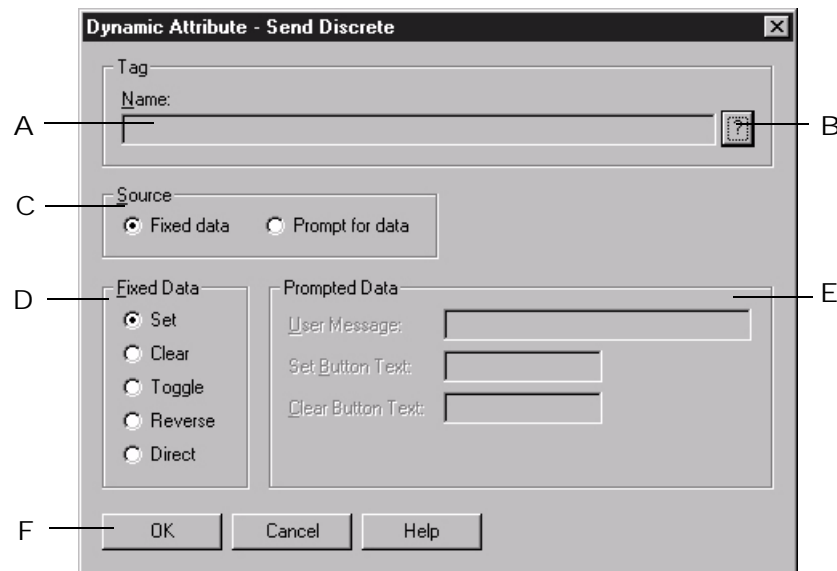 Dynamic Attribute - Send Discrete
Tag
Name:
A
?
B
Source
C
Fixed data Prompt for data
D
Fixed Data
Set
Clear
Toggle
Reverse
Direct
Prompted Data
E
User Message:
Set Button Text:
Clear Button Text:
F
OK Cancel Help